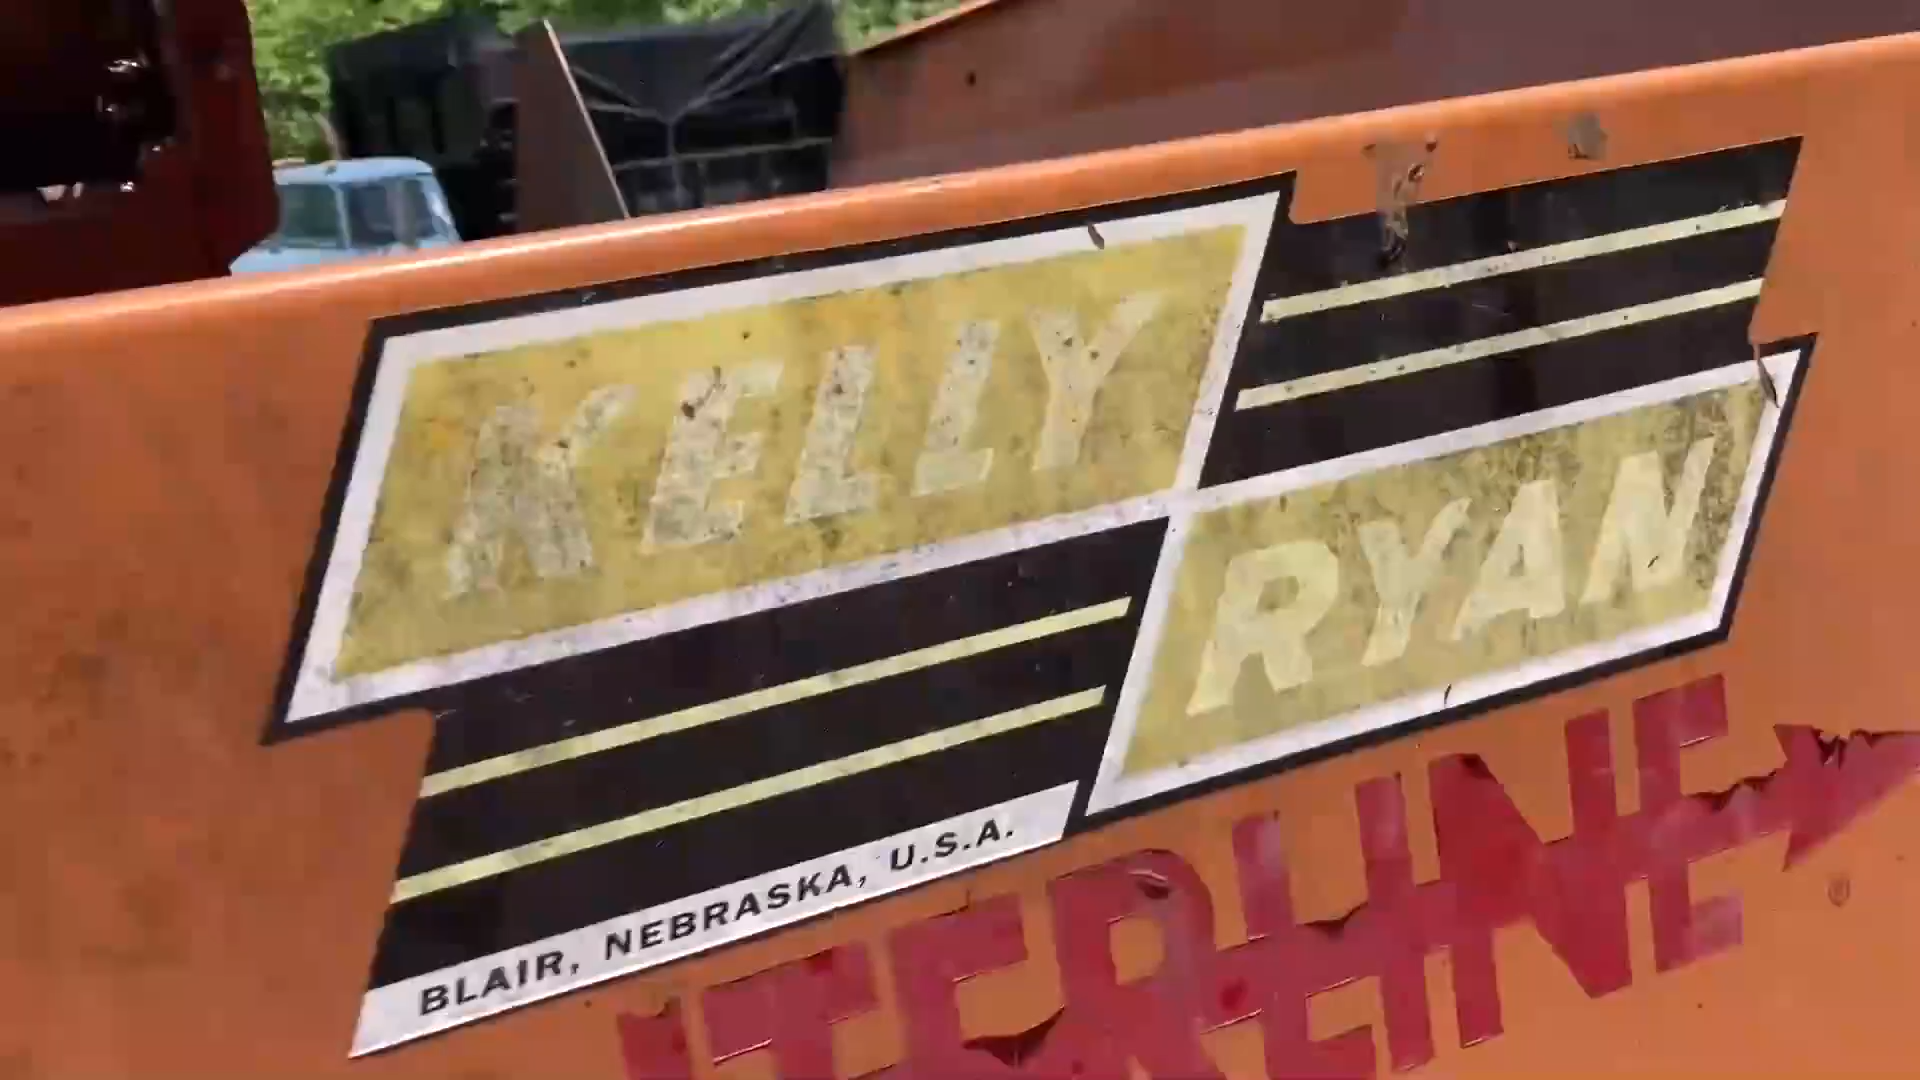 KELLY
RYAN
BLAIR, NEBRASKA, U.S.A.
®